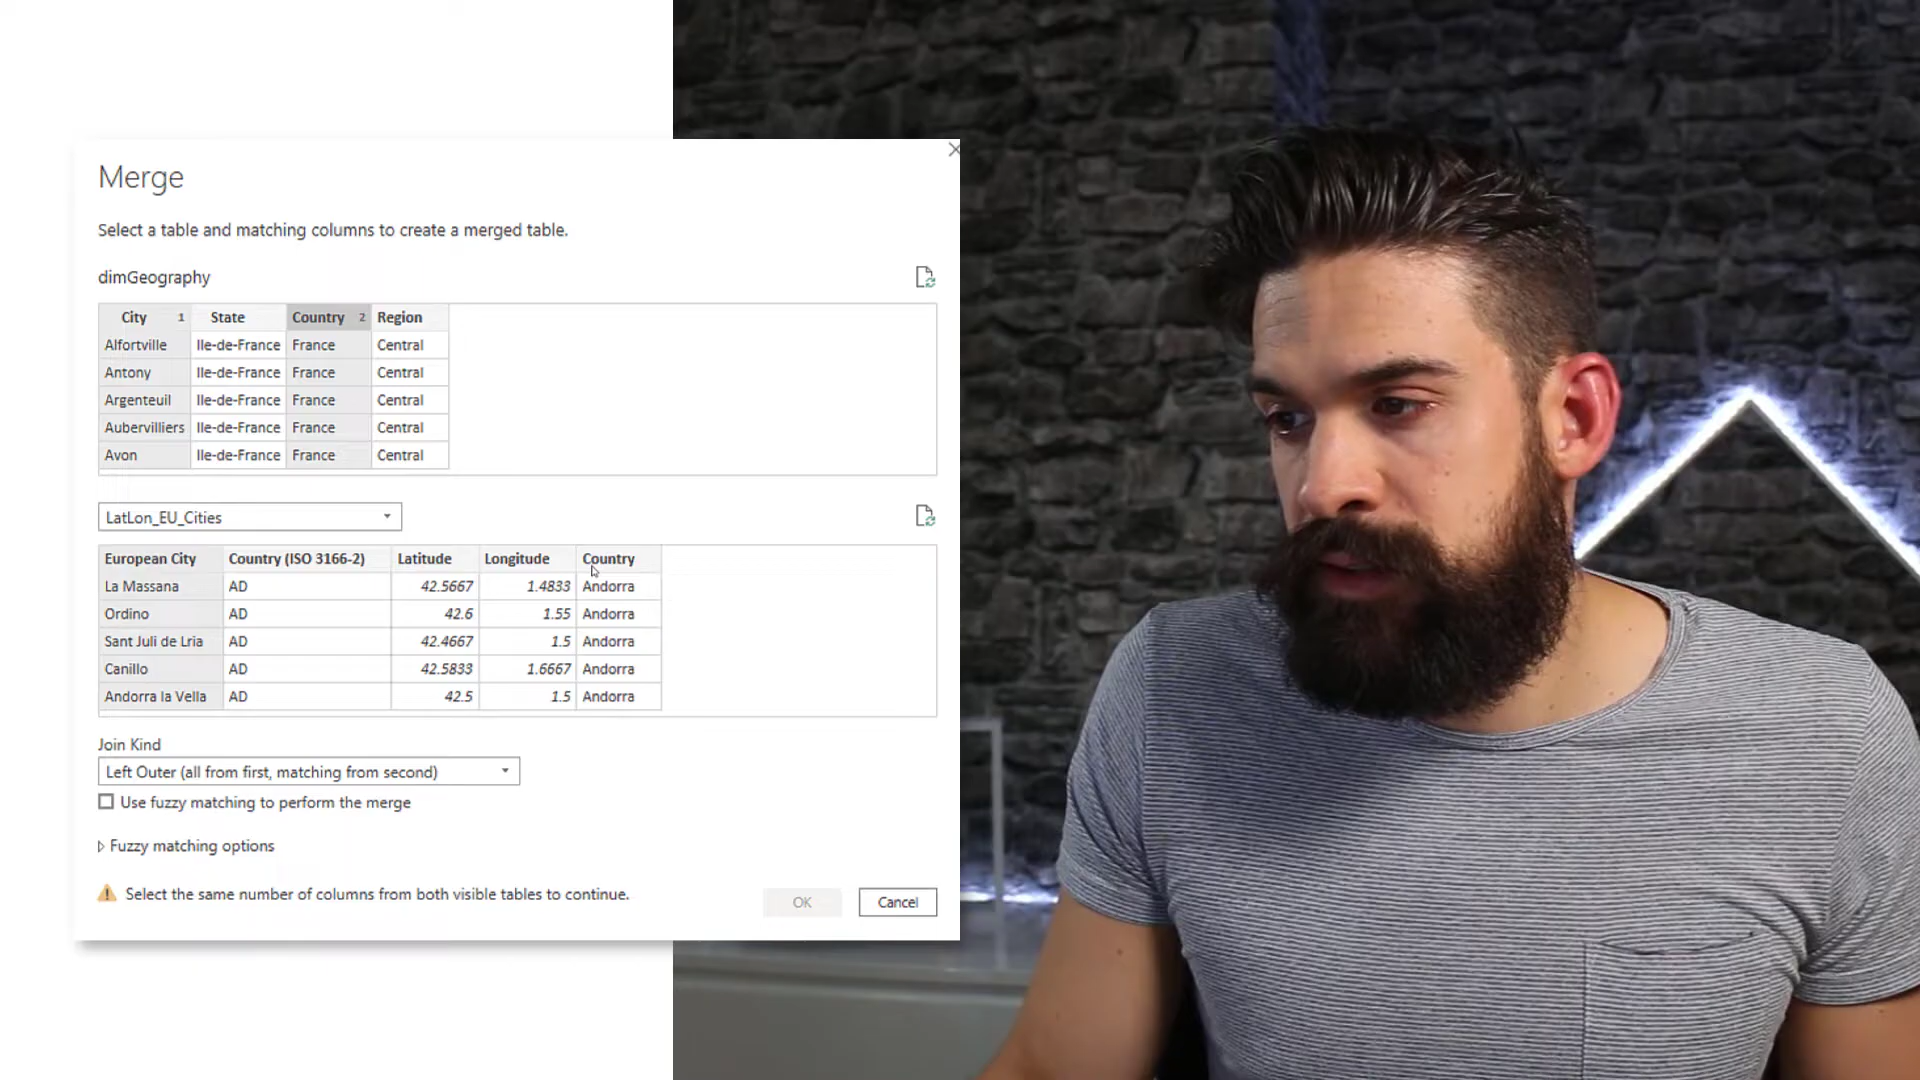 Merge
Select a table and matching columns to create a merged table.
dimGeography
City 1 State Country 2 Region
Alfortville Ile-de-France France Central
Antony Ile-de-France France Central
Argenteuil Ile-de-France France Central
Aubervilliers Ile-de-France France Central
Avon Ile-de-France France Central
LatLon_EU_Cities
European City Country (ISO 3166-2) Latitude Longitude Country
La Massana AD 42.5667 1.4833 Andorra
Ordino AD 42.6 1.55 Andorra
Sant Juli de Lria AD 42.4667 1.5 Andorra
Canillo AD 42.5833 1.6667 Andorra
Andorra la Vella AD 42.5 1.5 Andorra
Join Kind
Left Outer (all from first, matching from second)
Use fuzzy matching to perform the merge
Fuzzy matching options
Select the same number of columns from both visible tables to continue.
OK Cancel